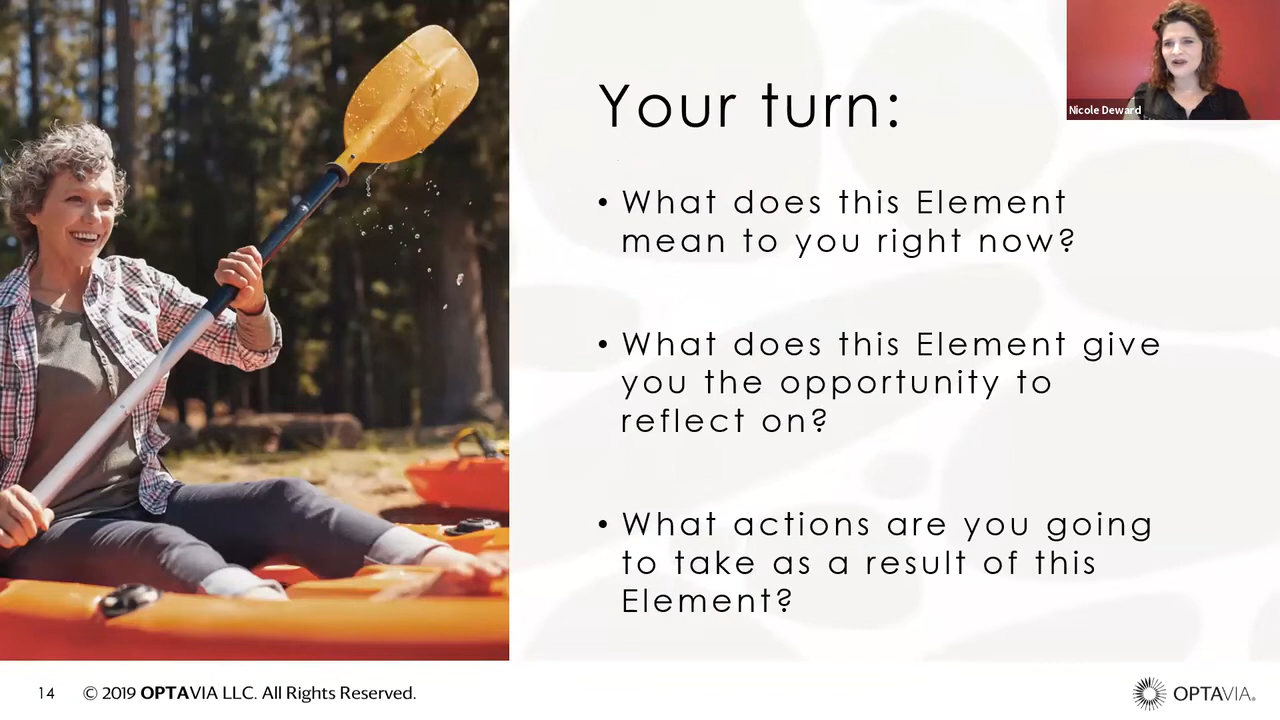 Your turn:
Nicole Deward
• What does this Element
mean to you right now?
• What does this Element give
you the opportunity to
reflect on?
• What actions are you going
to take as a result of this
Element?
14 © 2019 OPTAVIA LLC. All Rights Reserved.
OPTAVIA®